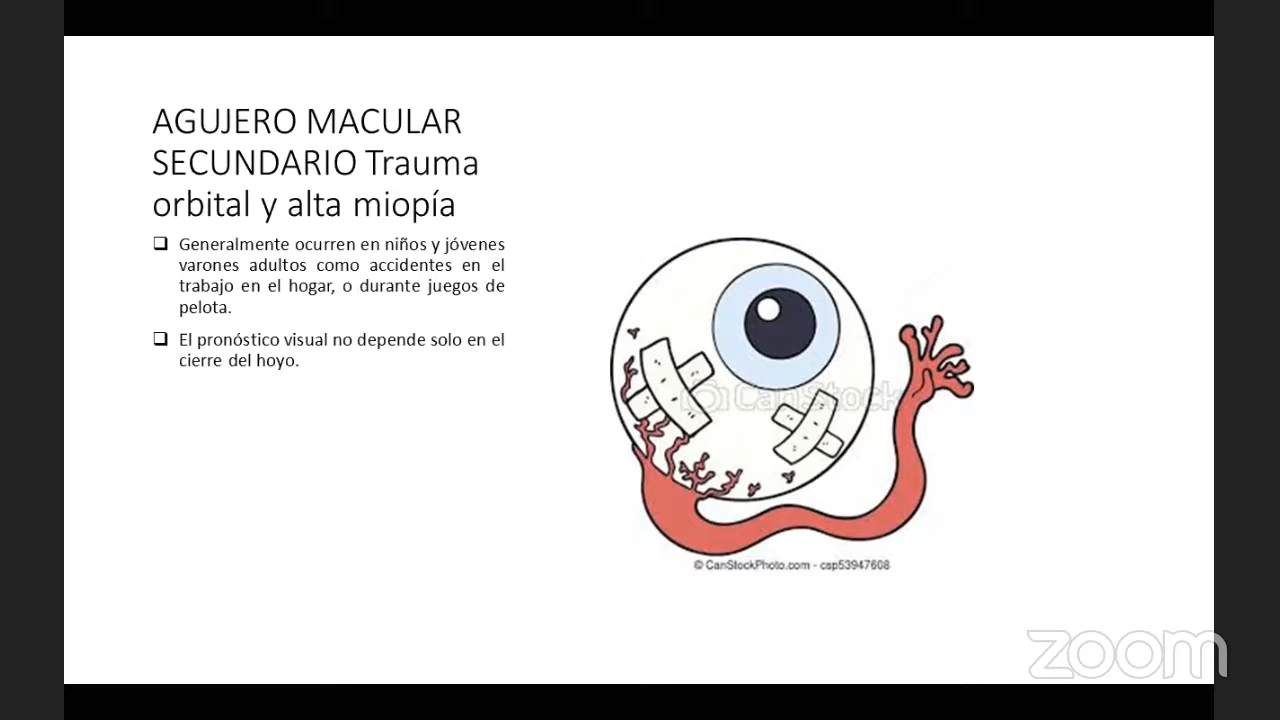 AGUJERO MACULAR
SECUNDARIO Trauma
orbital y alta miopía
Generalmente ocurren en niños y jóvenes
varones adultos como accidentes en el
trabajo en el hogar, o durante juegos de
pelota.
El pronóstico visual no depende solo en el
cierre del hoyo.
CanStock
© CanStockPhoto.com - csp53947608
zoom